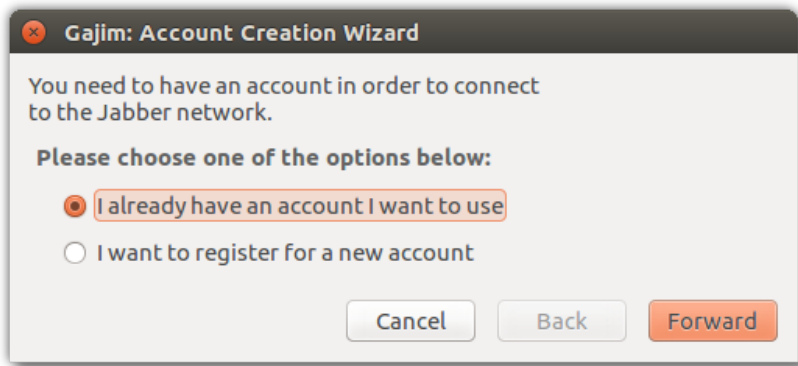 Gajim: Account Creation Wizard
You need to have an account in order to connect
to the Jabber network.
Please choose one of the options below:
I already have an account I want to use
I want to register for a new account
Cancel Back Forward